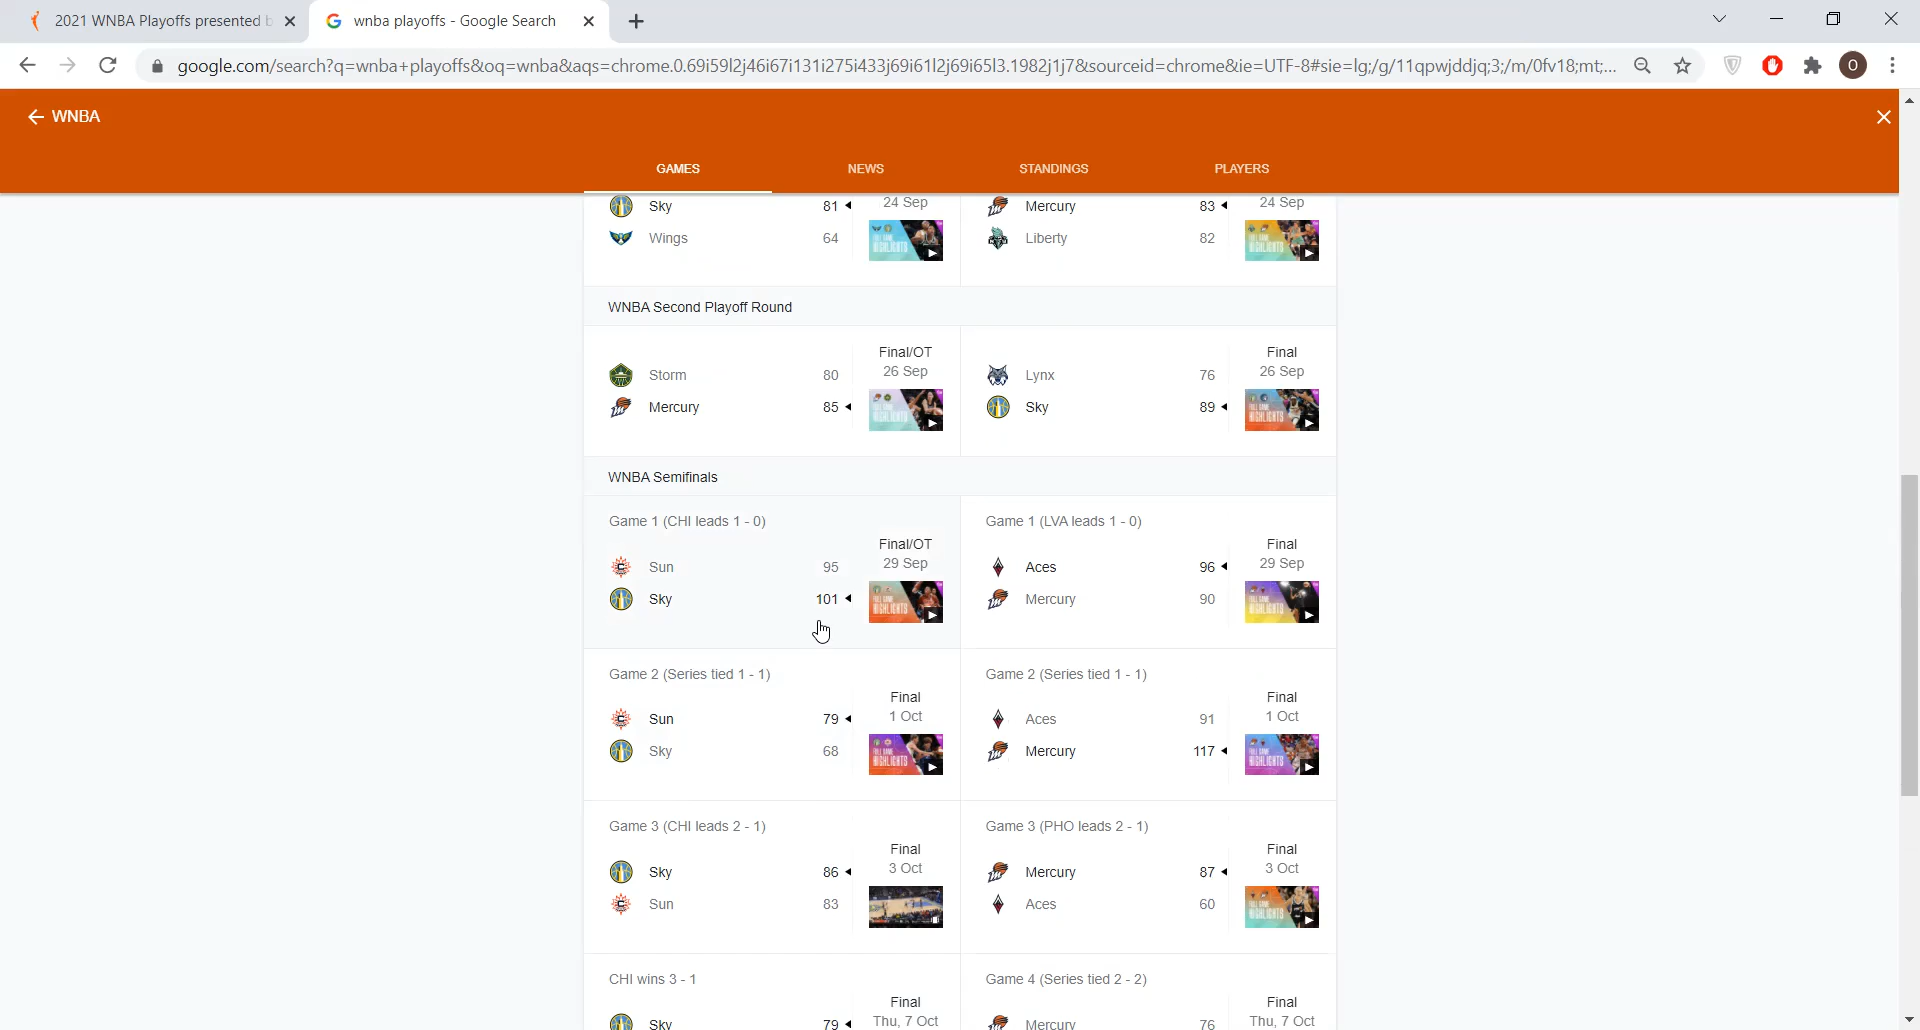 2021 WNBA Playoffs presented b
wnba playoffs - Google Search
google.com/search?q=wnba+playoffs&oq=wnba&aqs=chrome.0.69i59l2j46i67i131i275i433j69i61l2j69i65l3.1982j1j7&sourceid=chrome&ie=UTF-8#sie=lg;/g/11qpwjddjq;3;/m/0fv18;mt;...
O
WNBA
GAMES NEWS STANDINGS PLAYERS
Sky 81 24 Sep
Wings 64
Mercury 83 24 Sep
Liberty 82
WNBA Second Playoff Round
Final/OT
Storm 80 26 Sep
Mercury 85
Final
Lynx 76 26 Sep
Sky 89
WNBA Semifinals
Game 1 (CHI leads 1 - 0)
Final/OT
Sun 95 29 Sep
Sky 101
Game 1 (LVA leads 1 - 0)
Final
Aces 96 29 Sep
Mercury 90
Game 2 (Series tied 1 - 1)
Final
Sun 79 1 Oct
Sky 68
Game 2 (Series tied 1 - 1)
Final
Aces 91 1 Oct
Mercury 117
Game 3 (CHI leads 2 - 1)
Final
Sky 86 3 Oct
Sun 83
Game 3 (PHO leads 2 - 1)
Final
Mercury 87 3 Oct
Aces 60
CHI wins 3 - 1
Final
Sky 79 Thu, 7 Oct
Game 4 (Series tied 2 - 2)
Final
Mercury 76 Thu, 7 Oct